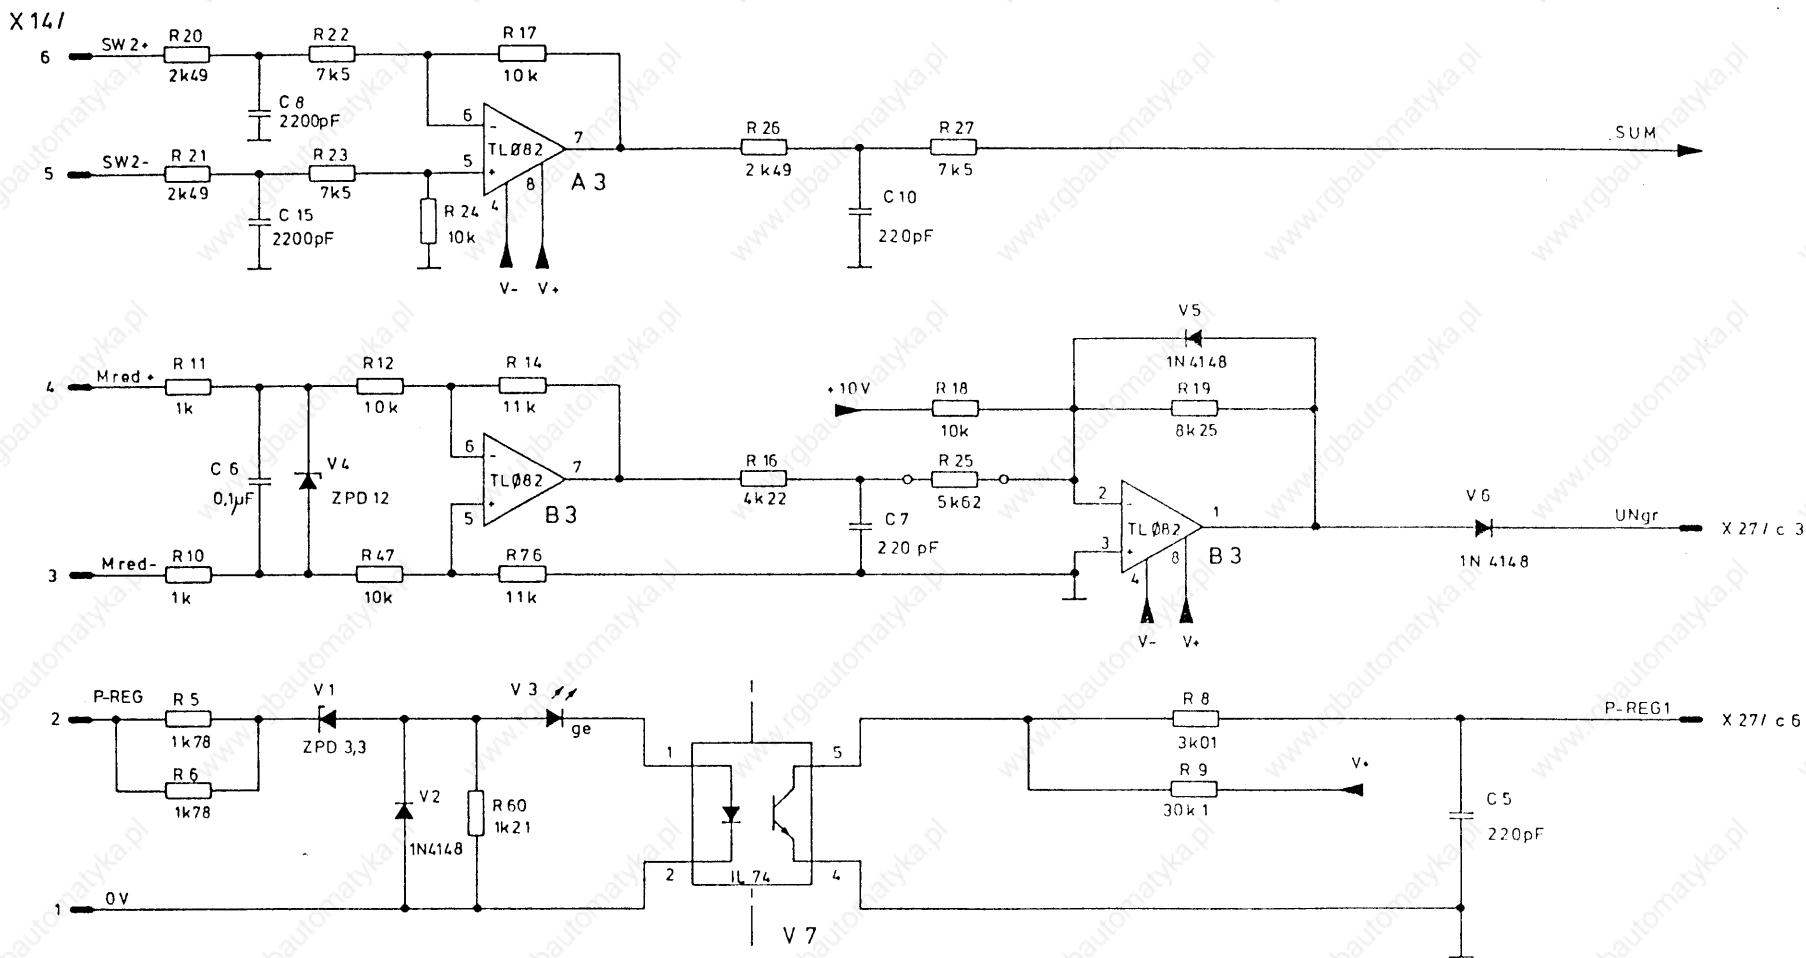 X14/
6 SW2+ R20 2k49 R22 7k5 R17 10k
C8 2200pF
6 - TLØ82 7 5 + 4 8 A3
R26 2k49 R27 7k5 SUM
5 SW2- R21 2k49 R23 7k5
C15 2200pF
R24 10k
C10 220pF
V- V+
V5 1N4148
4 Mred+ R11 1k R12 10k R14 11k
+10V R18 10k R19 8k25
C6 0,1µF V4 ZPD12
6 - TLØ82 7 5 + B3
R16 4k22 R25 5k62
C7 220pF
2 - TLØ82 1 3 + 4 8 B3
V6 1N4148 UNgr X27/c3
3 Mred- R10 1k R47 10k R76 11k
V- V+
2 P-REG R5 1k78 V1 ZPD3,3 V3 ge
R6 1k78
V2 1N4148 R60 1k21
1 2 5 4 IL74
V7
R8 3k01 P-REG1 X27/c6
R9 30k1 V+
C5 220pF
1 0V
www.rgbautomatyka.pl